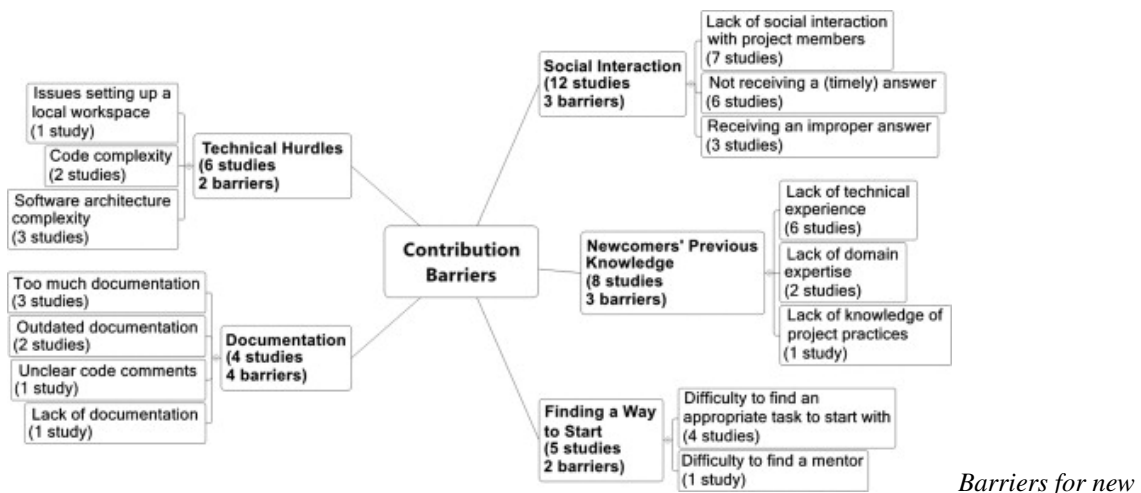 Contribution
Barriers
Social Interaction
(12 studies
3 barriers)
Lack of social interaction
with project members
(7 studies)
Not receiving a (timely) answer
(6 studies)
Receiving an improper answer
(3 studies)
Newcomers' Previous
Knowledge
(8 studies
3 barriers)
Lack of technical
experience
(6 studies)
Lack of domain
expertise
(2 studies)
Lack of knowledge of
project practices
(1 study)
Finding a Way
to Start
(5 studies
2 barriers)
Difficulty to find an
appropriate task to start with
(4 studies)
Difficulty to find a mentor
(1 study)
Technical Hurdles
(6 studies
2 barriers)
Issues setting up a
local workspace
(1 study)
Code complexity
(2 studies)
Software architecture
complexity
(3 studies)
Documentation
(4 studies
4 barriers)
Too much documentation
(3 studies)
Outdated documentation
(2 studies)
Unclear code comments
(1 study)
Lack of documentation
(1 study)
Barriers for new